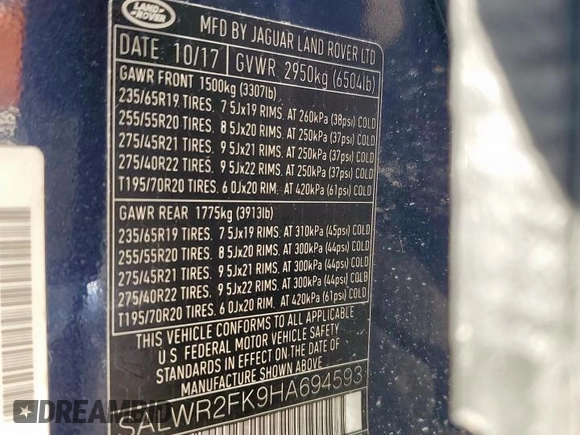 LAND ROVER
MFD BY JAGUAR LAND ROVER LTD
DATE: 10/17 GVWR: 2950kg (6504lb)
GAWR FRONT 1500kg (3307lb)
235/65R19 TIRES. 7 5Jx19 RIMS. AT 260kPa (38psi) COLD
255/55R20 TIRES. 8 5Jx20 RIMS. AT 250kPa (37psi) COLD
275/45R21 TIRES. 9 5Jx21 RIMS. AT 250kPa (37psi) COLD
275/40R22 TIRES. 9 5Jx22 RIMS. AT 250kPa (37psi) COLD
T195/70R20 TIRES. 6 0Jx20 RIM. AT 420kPa (61psi) COLD
GAWR REAR 1775kg (3913lb)
235/65R19 TIRES. 7 5Jx19 RIMS. AT 310kPa (45psi) COLD
255/55R20 TIRES. 8 5Jx20 RIMS. AT 300kPa (44psi) COLD
275/45R21 TIRES. 9 5Jx21 RIMS. AT 300kPa (44psi) COLD
275/40R22 TIRES. 9 5Jx22 RIMS. AT 300kPa (44psi) COLD
T195/70R20 TIRES. 6 0Jx20 RIM. AT 420kPa (61psi) COLD
THIS VEHICLE CONFORMS TO ALL APPLICABLE
U S FEDERAL MOTOR VEHICLE SAFETY
STANDARDS IN EFFECT ON THE DATE OF
MANUFACTURE SHOWN ABOVE.
SALWR2FK9HA694593
DREAMBID